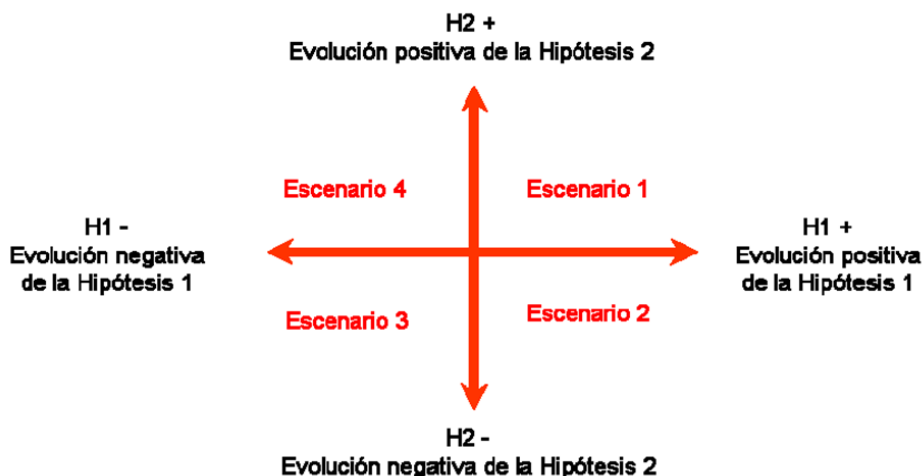 H2 +
Evolución positiva de la Hipótesis 2
Escenario 4
Escenario 1
H1 -
Evolución negativa
de la Hipótesis 1
H1 +
Evolución positiva
de la Hipótesis 1
Escenario 3
Escenario 2
H2 -
Evolución negativa de la Hipótesis 2